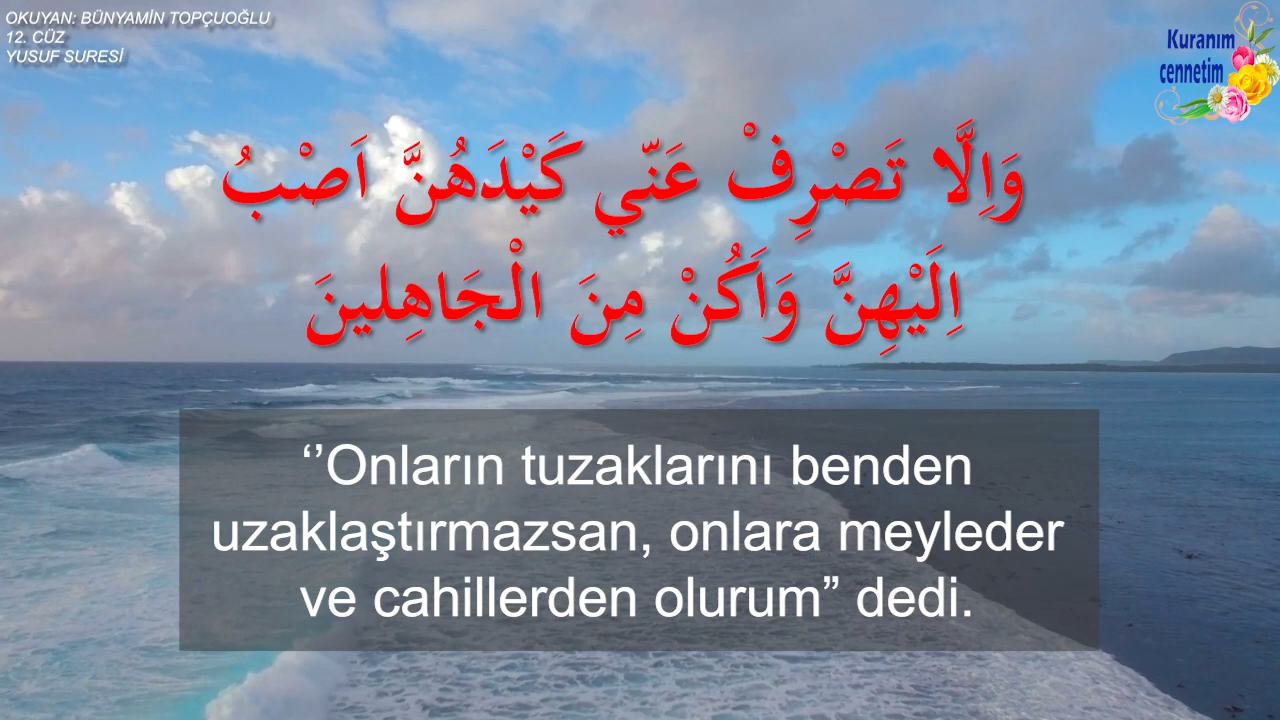 OKUYAN: BÜNYAMİN TOPÇUOĞLU
12. CÜZ
YUSUF SURESİ
Kuranım
cennetim
وَاِلَّا تَصْرِفْ عَنّ۪ي كَيْدَهُنَّ اَصْبُ
اِلَيْهِنَّ وَاَكُنْ مِنَ الْجَاهِلينَ
‘’Onların tuzaklarını benden
uzaklaştırmazsan, onlara meyleder
ve cahillerden olurum” dedi.